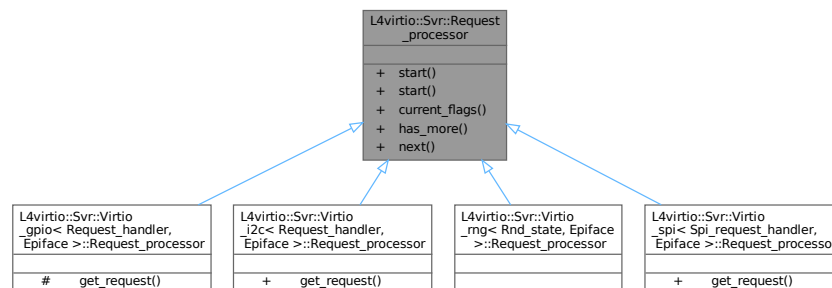 L4virtio::Svr::Request
_processor
+ start()
+ start()
+ current_flags()
+ has_more()
+ next()
L4virtio::Svr::Virtio
_gpio< Request_handler,
Epiface >::Request_processor
# get_request()
L4virtio::Svr::Virtio
_i2c< Request_handler,
Epiface >::Request_processor
+ get_request()
L4virtio::Svr::Virtio
_rng< Rnd_state, Epiface
>::Request_processor
L4virtio::Svr::Virtio
_spi< Spi_request_handler,
Epiface >::Request_processor
+ get_request()